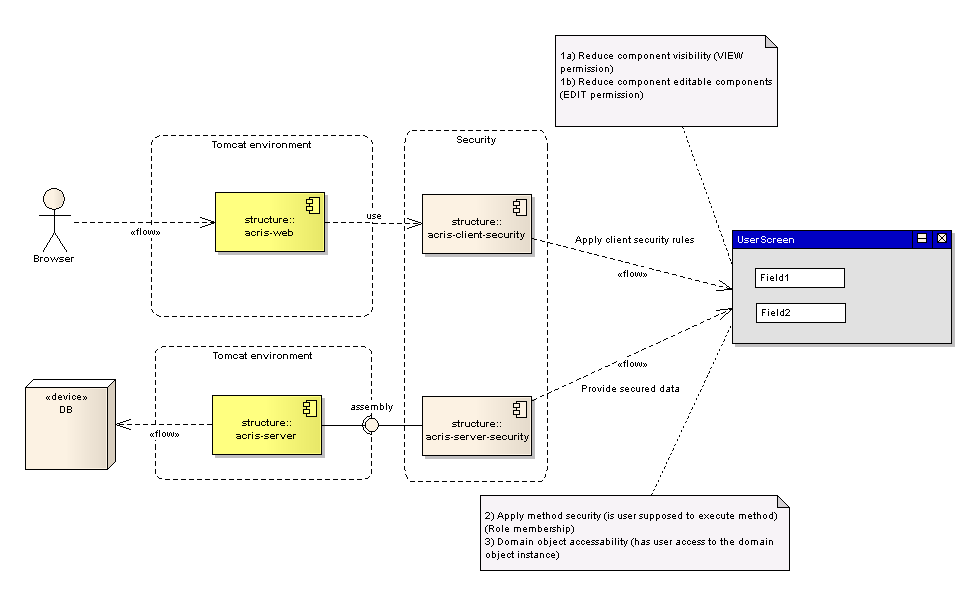 1a) Reduce component visibility (VIEW
permission)
1b) Reduce component editable components
(EDIT permission)
Tomcat environment
Security
structure::
acris-web
use
structure::
acris-client-security
«flow»
Browser
Apply client security rules
«flow»
UserScreen
Field1
Field2
Tomcat environment
«device»
DB
«flow»
structure::
acris-server
assembly
structure::
acris-server-security
«flow»
Provide secured data
2) Apply method security (is user supposed to execute method)
(Role membership)
3) Domain object accessability (has user access to the domain
object instance)